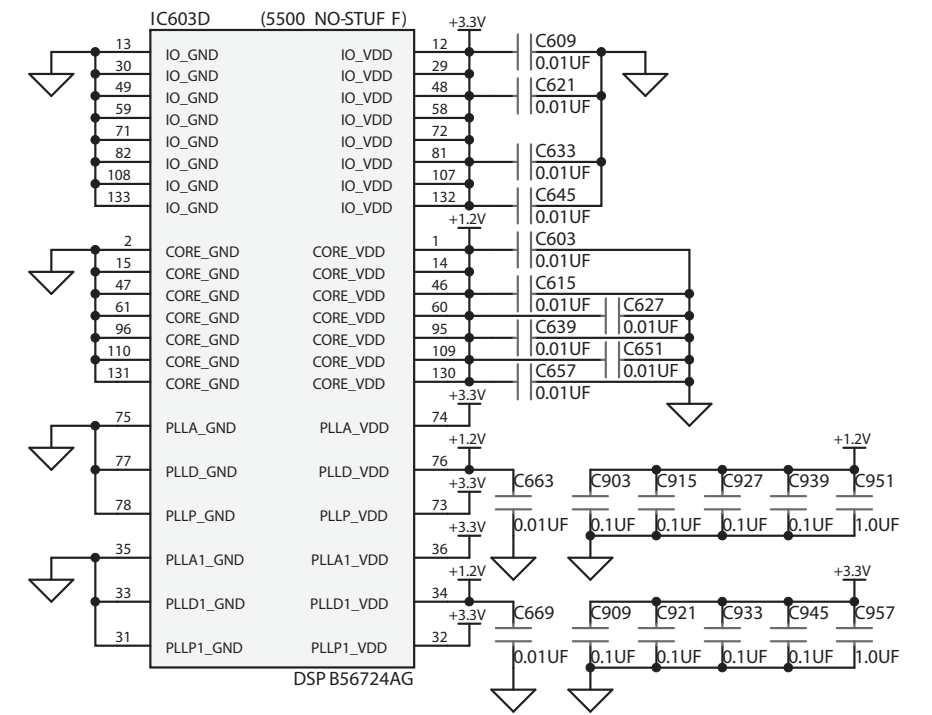 IC603D (5500 NO-STUF F)
+3.3V
13 IO_GND IO_VDD 12 C609
0.01UF
30 IO_GND IO_VDD 29
49 IO_GND IO_VDD 48 C621
0.01UF
59 IO_GND IO_VDD 58
71 IO_GND IO_VDD 72
82 IO_GND IO_VDD 81 C633
0.01UF
108 IO_GND IO_VDD 107
133 IO_GND IO_VDD 132 C645
0.01UF
+1.2V
2 CORE_GND CORE_VDD 1 C603
0.01UF
15 CORE_GND CORE_VDD 14
47 CORE_GND CORE_VDD 46 C615
0.01UF
61 CORE_GND CORE_VDD 60 C627
0.01UF
96 CORE_GND CORE_VDD 95 C639
0.01UF
110 CORE_GND CORE_VDD 109 C651
0.01UF
131 CORE_GND CORE_VDD 130 C657
0.01UF
+3.3V
75 PLLA_GND PLLA_VDD 74
+1.2V
77 PLLD_GND PLLD_VDD 76
+3.3V
78 PLLP_GND PLLP_VDD 73
+3.3V
35 PLLA1_GND PLLA1_VDD 36
+1.2V
33 PLLD1_GND PLLD1_VDD 34
+3.3V
31 PLLP1_GND PLLP1_VDD 32
DSP B56724AG
+1.2V
C663 C903 C915 C927 C939 C951
0.01UF 0.1UF 0.1UF 0.1UF 0.1UF 1.0UF
+3.3V
C669 C909 C921 C933 C945 C957
0.01UF 0.1UF 0.1UF 0.1UF 0.1UF 1.0UF